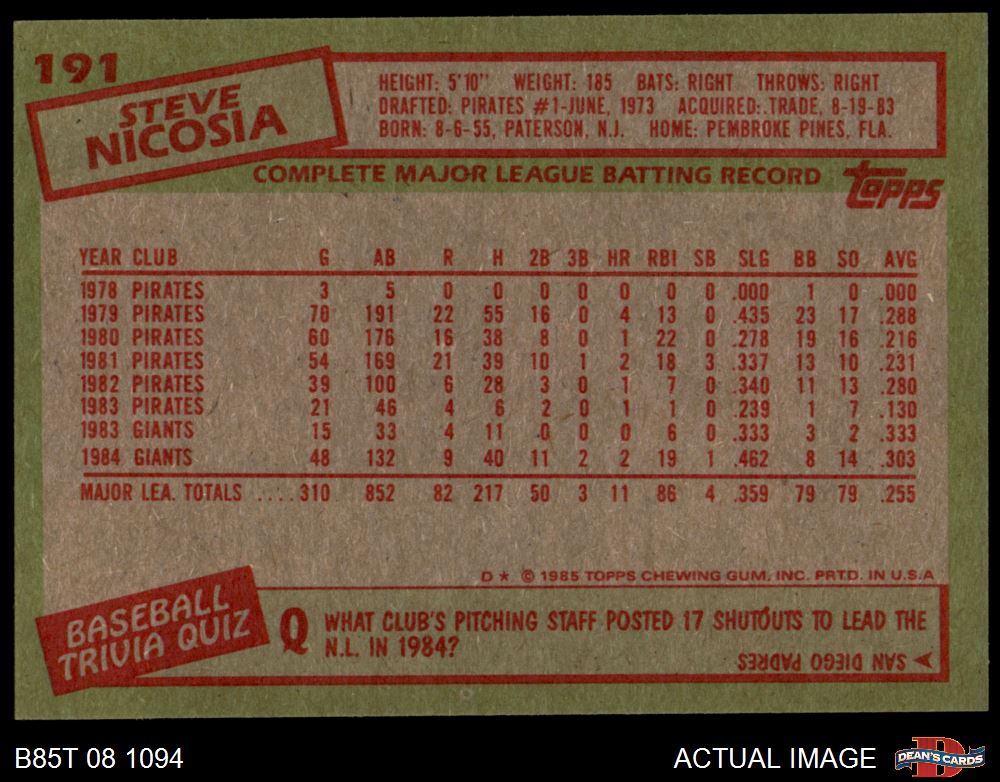 191
STEVE
NICOSIA
HEIGHT: 5'10" WEIGHT: 185 BATS: RIGHT THROWS: RIGHT
DRAFTED: PIRATES #1-JUNE, 1973 ACQUIRED: TRADE, 8-19-83
BORN: 8-6-55, PATERSON, N.J. HOME: PEMBROKE PINES, FLA.
COMPLETE MAJOR LEAGUE BATTING RECORD
topps
YEAR CLUB G AB R H 2B 3B HR RBI SB SLG BB SO AVG
1978 PIRATES 3 5 0 0 0 0 0 0 0 .000 1 0 .000
1979 PIRATES 70 191 22 55 16 0 4 13 0 .435 23 17 .288
1980 PIRATES 60 176 16 38 8 0 1 22 0 .278 19 16 .216
1981 PIRATES 54 169 21 39 10 1 2 18 3 .337 13 10 .231
1982 PIRATES 39 100 6 28 3 0 1 7 0 .340 11 13 .280
1983 PIRATES 21 46 4 6 2 0 1 1 0 .239 1 7 .130
1983 GIANTS 15 33 4 11 0 0 0 6 0 .333 3 2 .333
1984 GIANTS 48 132 9 40 11 2 2 19 1 .462 8 14 .303
MAJOR LEA. TOTALS ....310 852 82 217 50 3 11 86 4 .359 79 79 .255
D * © 1985 TOPPS CHEWING GUM, INC. PRTD. IN U.S.A
BASEBALL
TRIVIA QUIZ
Q WHAT CLUB'S PITCHING STAFF POSTED 17 SHUTOUTS TO LEAD THE
N.L. IN 1984?
SAN DIEGO PADRES
B85T 08 1094
ACTUAL IMAGE
D
DEAN'S CARDS